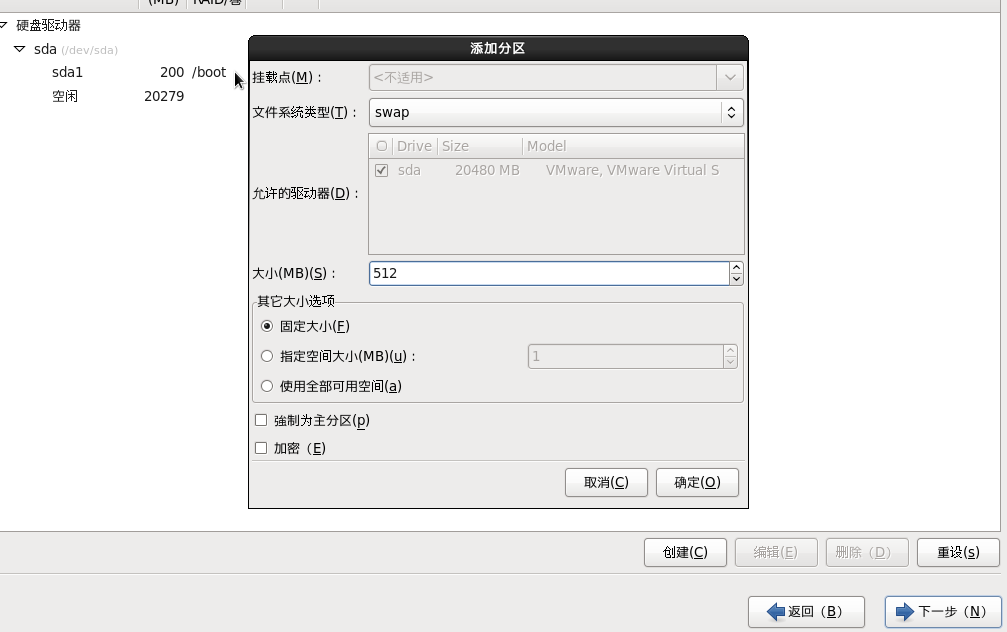 (MB) RAID/卷
硬盘驱动器
sda (/dev/sda)
sda1 200 /boot
空闲 20279
添加分区
挂载点(M)：
<不适用>
文件系统类型(T)：
swap
允许的驱动器(D)：
Drive Size Model
sda 20480 MB VMware, VMware Virtual S
大小(MB)(S)：
512
其它大小选项
固定大小(F)
指定空间大小(MB)(u)：
1
使用全部可用空间(a)
強制为主分区(p)
加密（E)
取消(C) 确定(O)
创建(C) 编辑(E) 删除（D） 重设(s)
返回（B） 下一步（N）